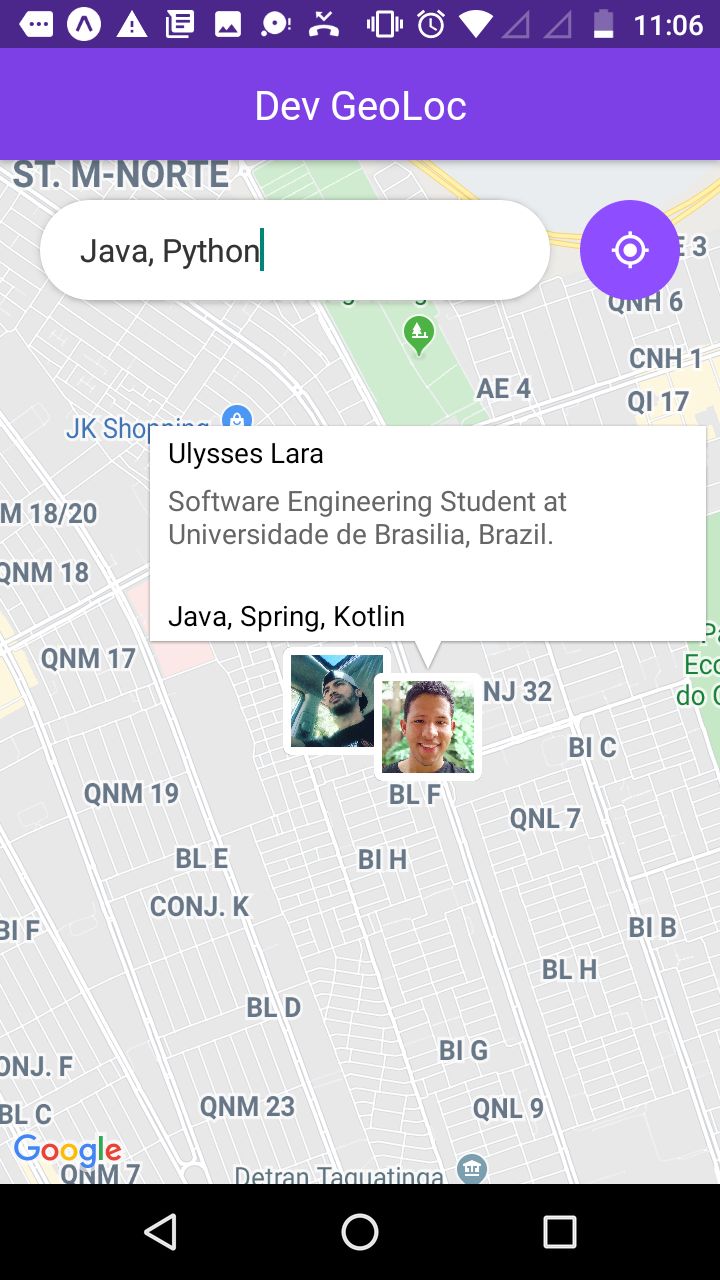 11:06
Dev GeoLoc
ST. M-NORTE
Java, Python
E 3
QNH 6
CNH 1
AE 4
QI 17
JK Shopping
Ulysses Lara
Software Engineering Student at
Universidade de Brasilia, Brazil.
Java, Spring, Kotlin
M 18/20
QNM 18
QNM 17
Pa
Eco
do C
NJ 32
BI C
QNM 19
BL F
QNL 7
BL E
BI H
CONJ. K
BI F
BI B
BL H
BL D
BI G
ONJ. F
QNM 23
QNL 9
BL C
Google
QNM 7
Detran Taguatinga